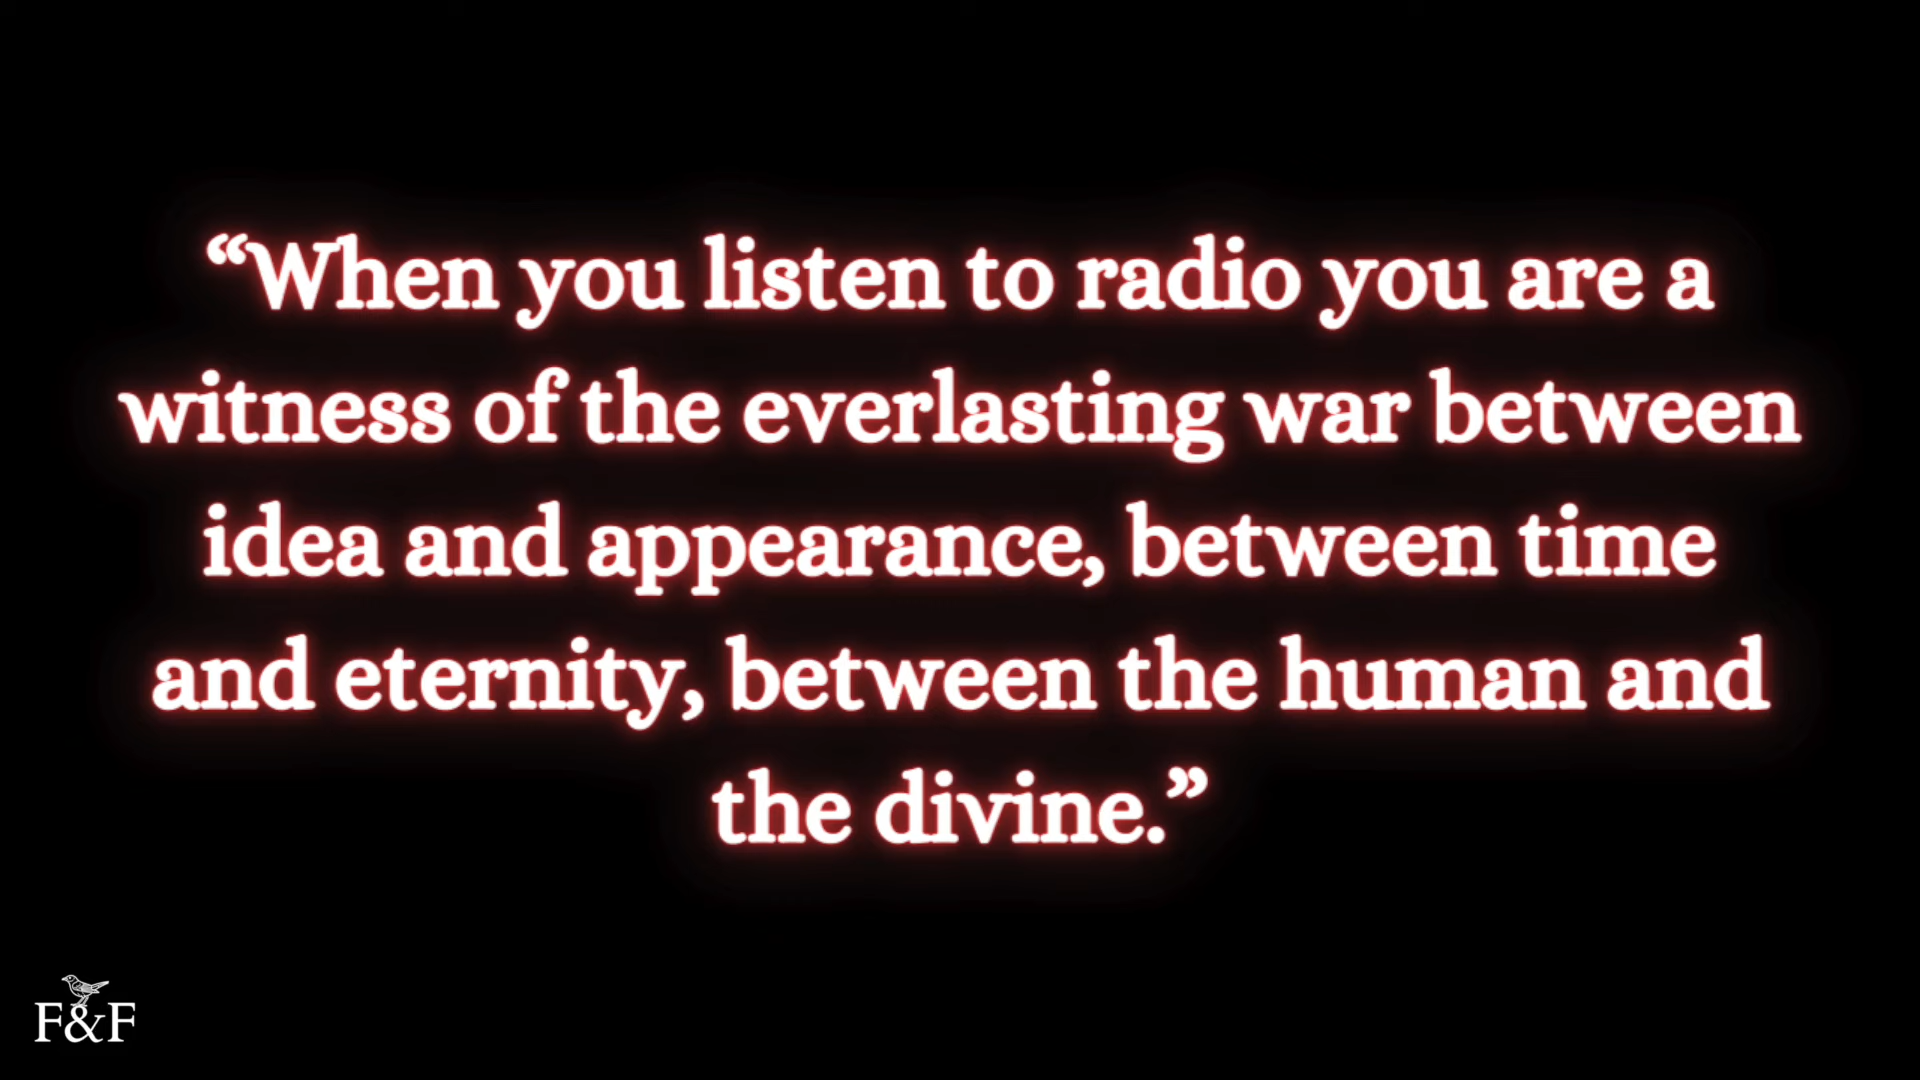 “When you listen to radio you are a
witness of the everlasting war between
idea and appearance, between time
and eternity, between the human and
the divine.”
F&F